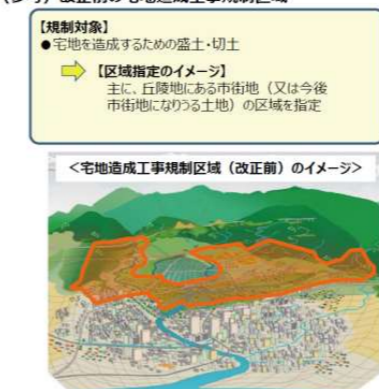 (参考)改正前の宅地造成工事規制区域
【規制対象】
●宅地を造成するための盛土・切土
【区域指定のイメージ】
主に、丘陵地にある市街地（又は今後
市街地になりうる土地）の区域を指定
＜宅地造成工事規制区域（改正前）のイメージ＞